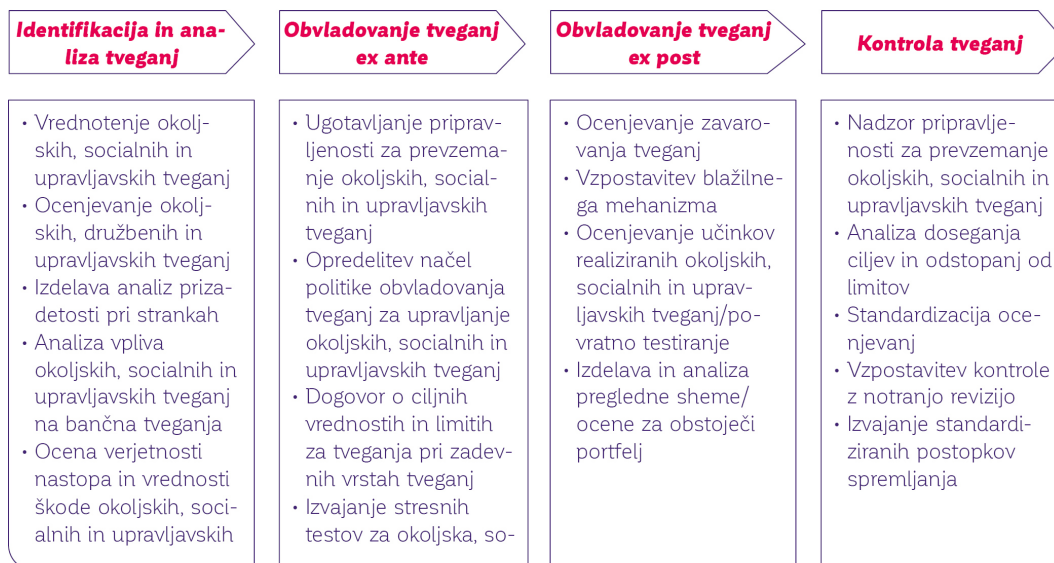 Identifikacija in ana-
liza tveganj
Obvladovanje tveganj
ex ante
Obvladovanje tveganj
ex post
Kontrola tveganj
• Vrednotenje okolj-
skih, socialnih in
upravljavskih tveganj
• Ocenjevanje okolj-
skih, družbenih in
upravljavskih tveganj
• Izdelava analiz priza-
detosti pri strankah
• Analiza vpliva
okoljskih, socialnih in
upravljavskih tveganj
na bančna tveganja
• Ocena verjetnosti
nastopa in vrednosti
škode okoljskih, soci-
alnih in upravljavskih
• Ugotavljanje priprav-
ljenosti za prevzema-
nje okoljskih, social-
nih in upravljavskih
tveganj
• Opredelitev načel
politike obvladovanja
tveganj za upravljanje
okoljskih, socialnih in
upravljavskih tveganj
• Dogovor o ciljnih
vrednostih in limitih
za tveganja pri zadev-
nih vrstah tveganj
• Izvajanje stresnih
testov za okoljska, so-
• Ocenjevanje zavaro-
vanja tveganj
• Vzpostavitev blažilne-
ga mehanizma
• Ocenjevanje učinkov
realiziranih okoljskih,
socialnih in uprav-
ljavskih tveganj/po-
vratno testiranje
• Izdelava in analiza
pregledne sheme/
ocene za obstoječi
portfelj
• Nadzor pripravlje-
nosti za prevzemanje
okoljskih, socialnih in
upravljavskih tveganj
• Analiza doseganja
ciljev in odstopanj od
limitov
• Standardizacija oce-
njevanj
• Vzpostavitev kontrole
z notranjo revizijo
• Izvajanje standardi-
ziranih postopkov
spremljanja